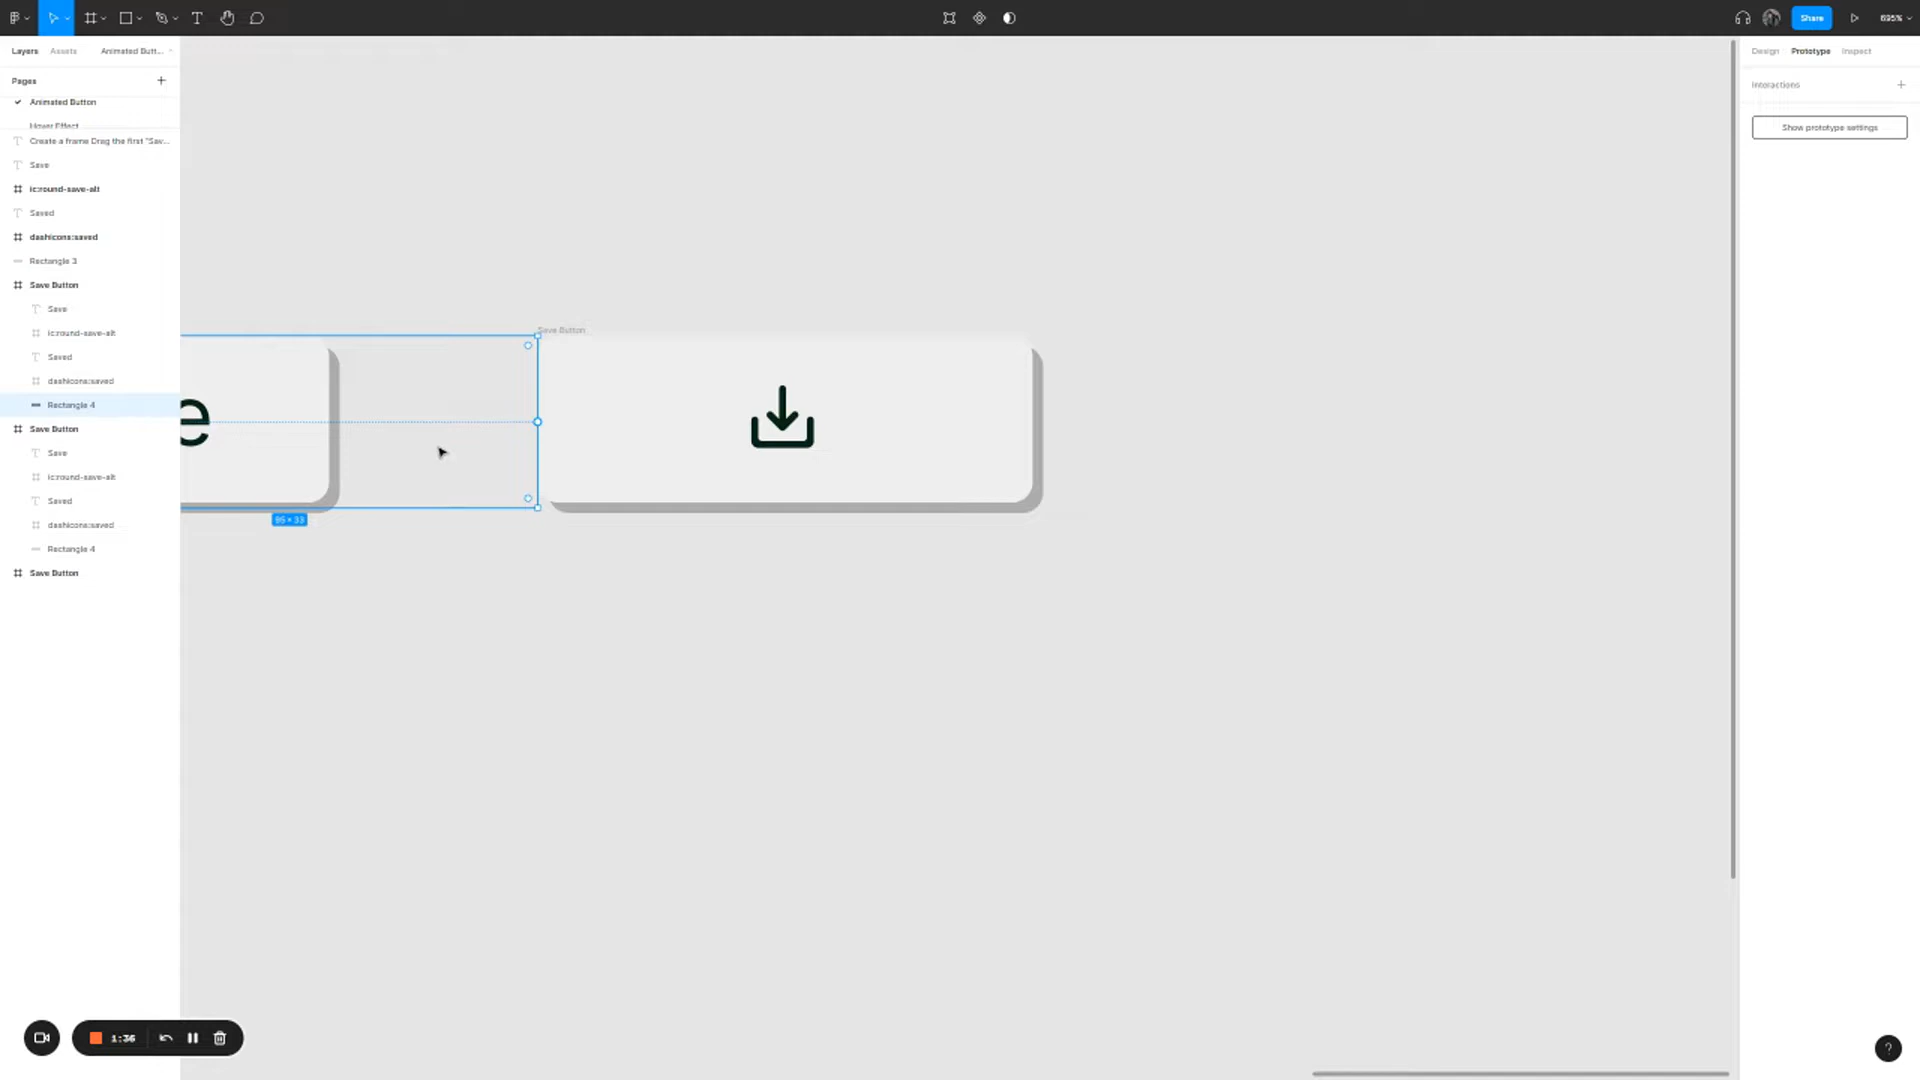 Share
695%
Layers
Assets
Animated Butt...
Design
Prototype
Inspect
Pages
Interactions
Animated Button
Hover Effect
Show prototype settings
Create a frame Drag the first "Sav...
Save
ic:round-save-alt
Saved
dashicons:saved
Rectangle 3
Save Button
Save
ic:round-save-alt
Saved
dashicons:saved
Rectangle 4
Save Button
Save
ic:round-save-alt
Saved
dashicons:saved
Rectangle 4
Save Button
Save Button
e
95 × 33
1:36
?